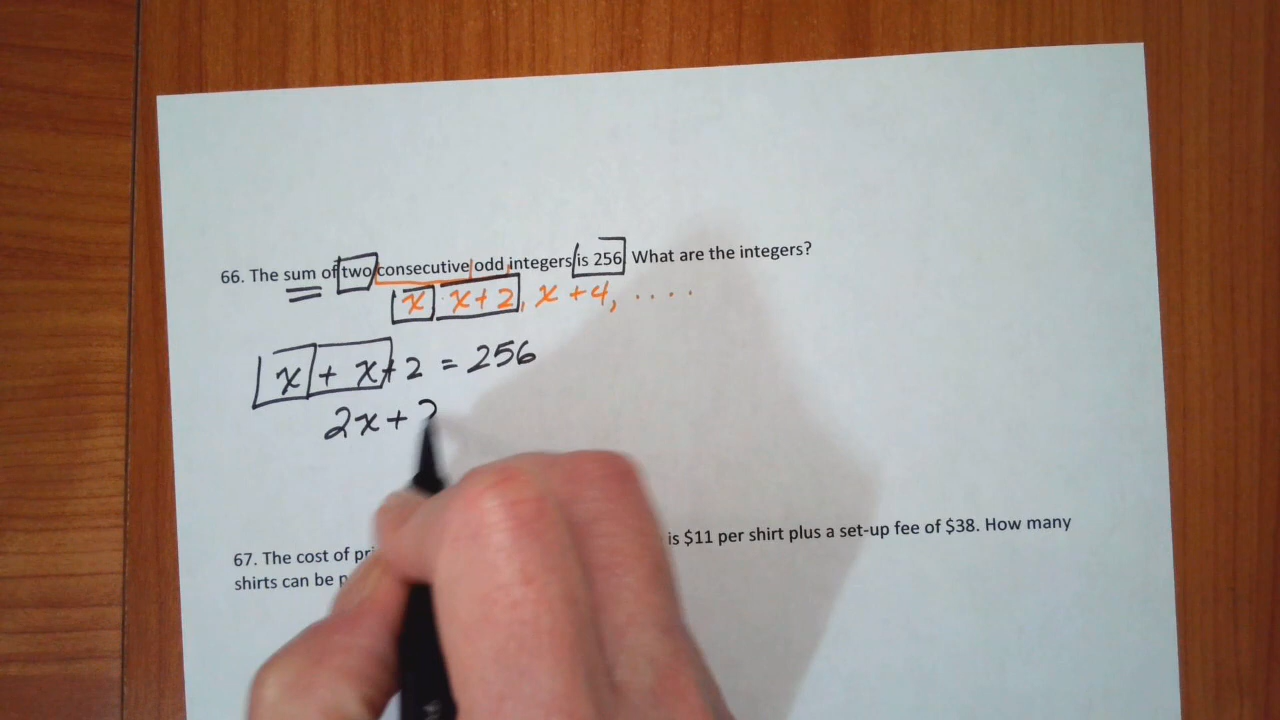 66. The sum of two consecutive odd integers is 256. What are the integers?
x x+2, x+4, ....
x + x+2 = 256
2x+2
67. The cost of is $11 per shirt plus a set-up fee of $38. How many
shirts can be